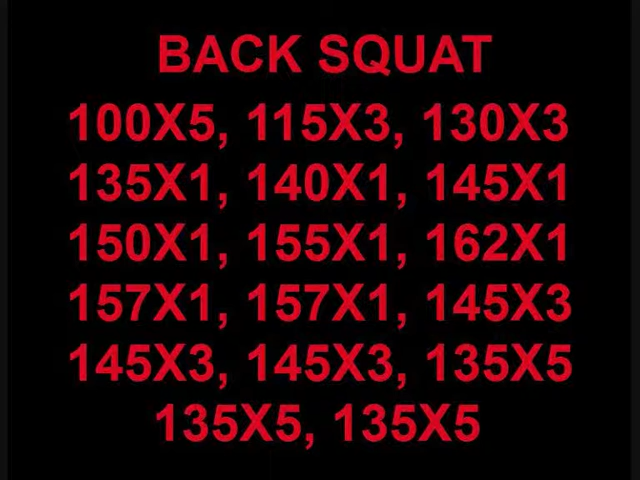 BACK SQUAT
100X5, 115X3, 130X3
135X1, 140X1, 145X1
150X1, 155X1, 162X1
157X1, 157X1, 145X3
145X3, 145X3, 135X5
135X5, 135X5